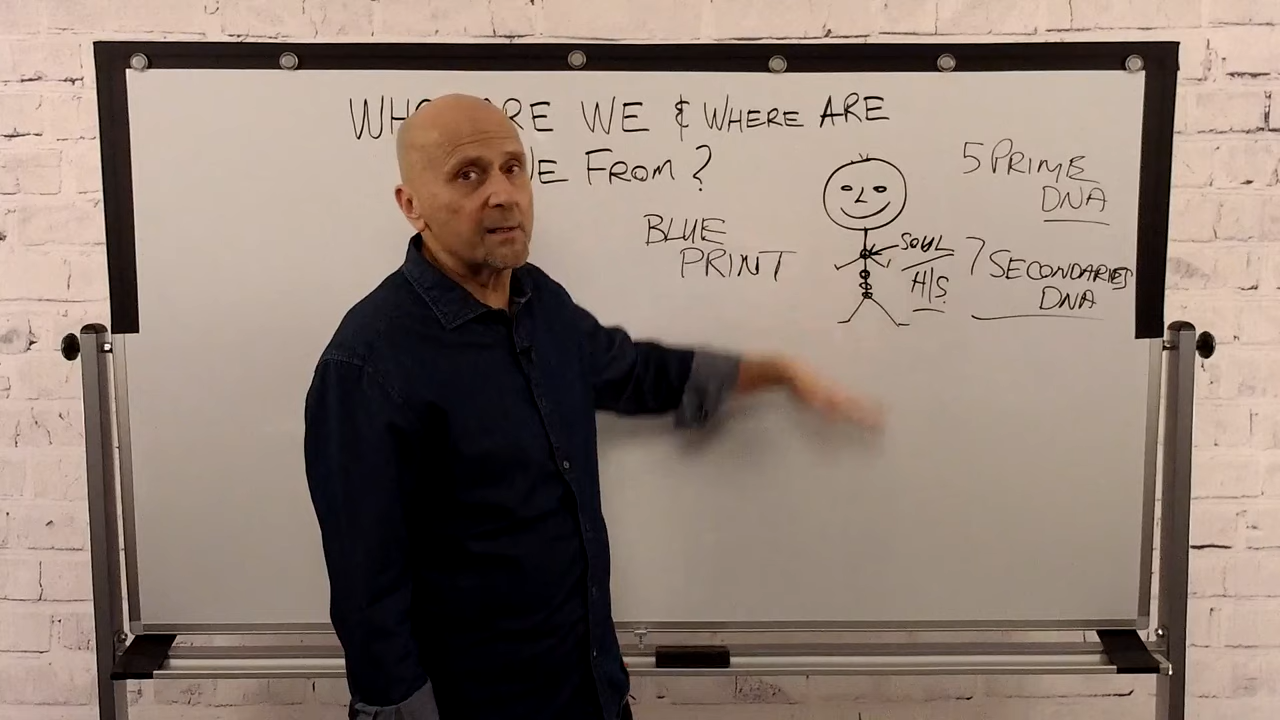 WHO ARE WE & WHERE ARE
WE FROM?
BLUE
PRINT
SOUL
H/S
5 PRIME
DNA
7 SECONDARIES
DNA